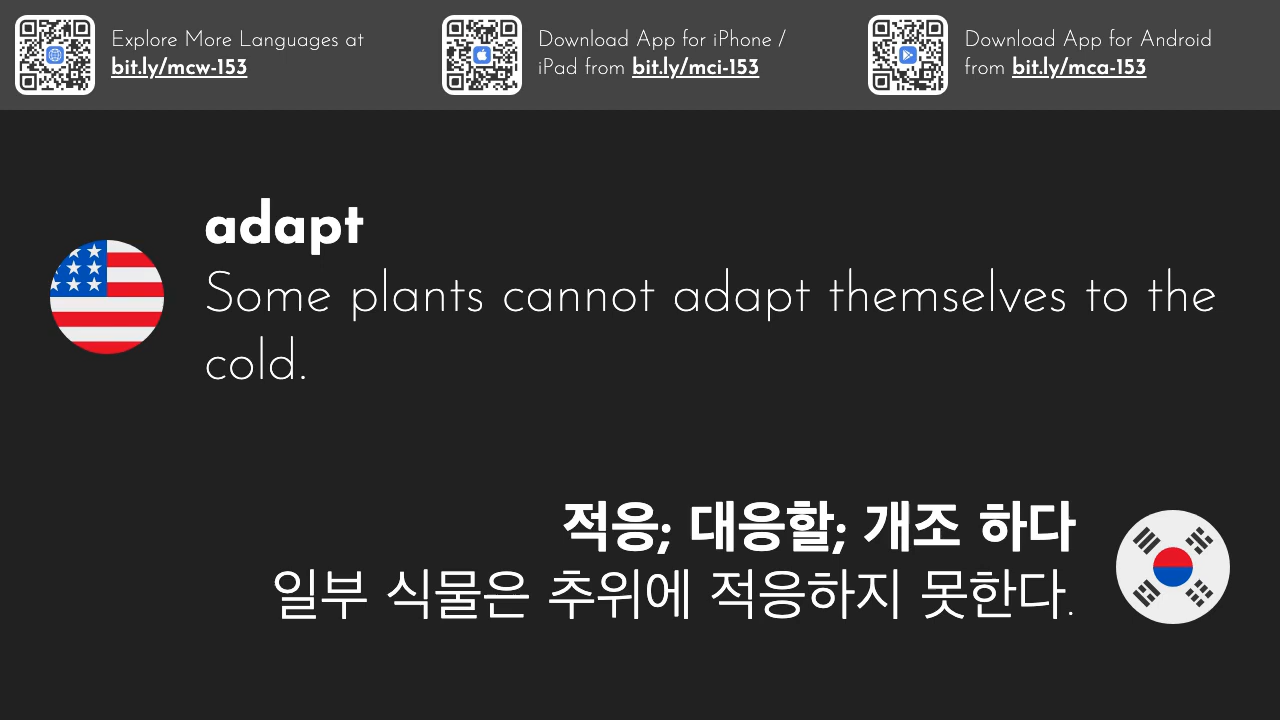 Explore More Languages at
bit.ly/mcw-153
Download App for iPhone /
iPad from bit.ly/mci-153
Download App for Android
from bit.ly/mca-153
adapt
Some plants cannot adapt themselves to the
cold.
적응; 대응할; 개조 하다
일부 식물은 추위에 적응하지 못한다.